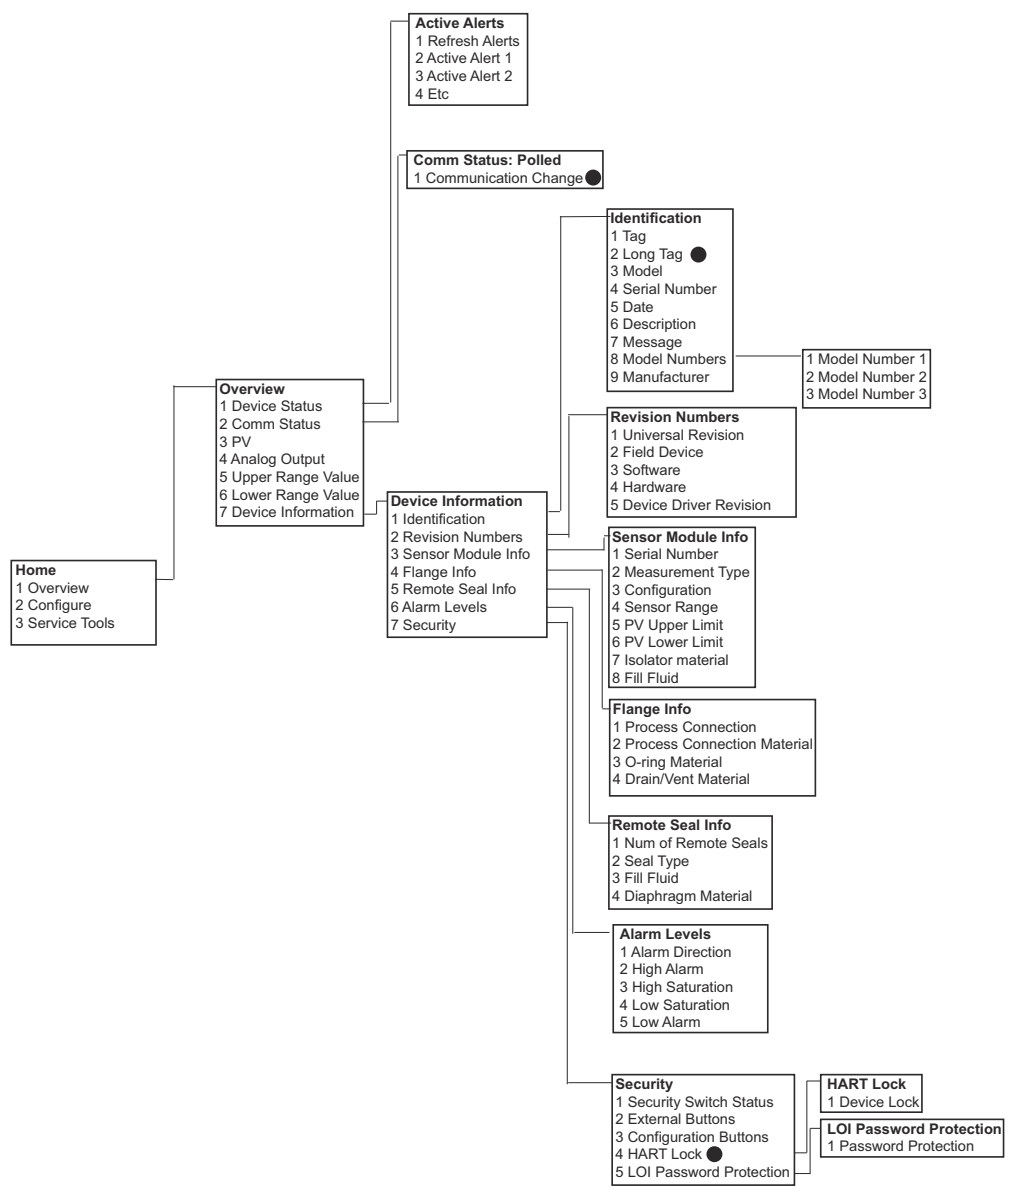 Active Alerts
1 Refresh Alerts
2 Active Alert 1
3 Active Alert 2
4 Etc
Comm Status: Polled
1 Communication Change
Identification
1 Tag
2 Long Tag
3 Model
4 Serial Number
5 Date
6 Description
7 Message
8 Model Numbers
9 Manufacturer
1 Model Number 1
2 Model Number 2
3 Model Number 3
Overview
1 Device Status
2 Comm Status
3 PV
4 Analog Output
5 Upper Range Value
6 Lower Range Value
7 Device Information
Revision Numbers
1 Universal Revision
2 Field Device
3 Software
4 Hardware
5 Device Driver Revision
Device Information
1 Identification
2 Revision Numbers
3 Sensor Module Info
4 Flange Info
5 Remote Seal Info
6 Alarm Levels
7 Security
Home
1 Overview
2 Configure
3 Service Tools
Sensor Module Info
1 Serial Number
2 Measurement Type
3 Configuration
4 Sensor Range
5 PV Upper Limit
6 PV Lower Limit
7 Isolator material
8 Fill Fluid
Flange Info
1 Process Connection
2 Process Connection Material
3 O-ring Material
4 Drain/Vent Material
Remote Seal Info
1 Num of Remote Seals
2 Seal Type
3 Fill Fluid
4 Diaphragm Material
Alarm Levels
1 Alarm Direction
2 High Alarm
3 High Saturation
4 Low Saturation
5 Low Alarm
Security
1 Security Switch Status
2 External Buttons
3 Configuration Buttons
4 HART Lock
5 LOI Password Protection
HART Lock
1 Device Lock
LOI Password Protection
1 Password Protection